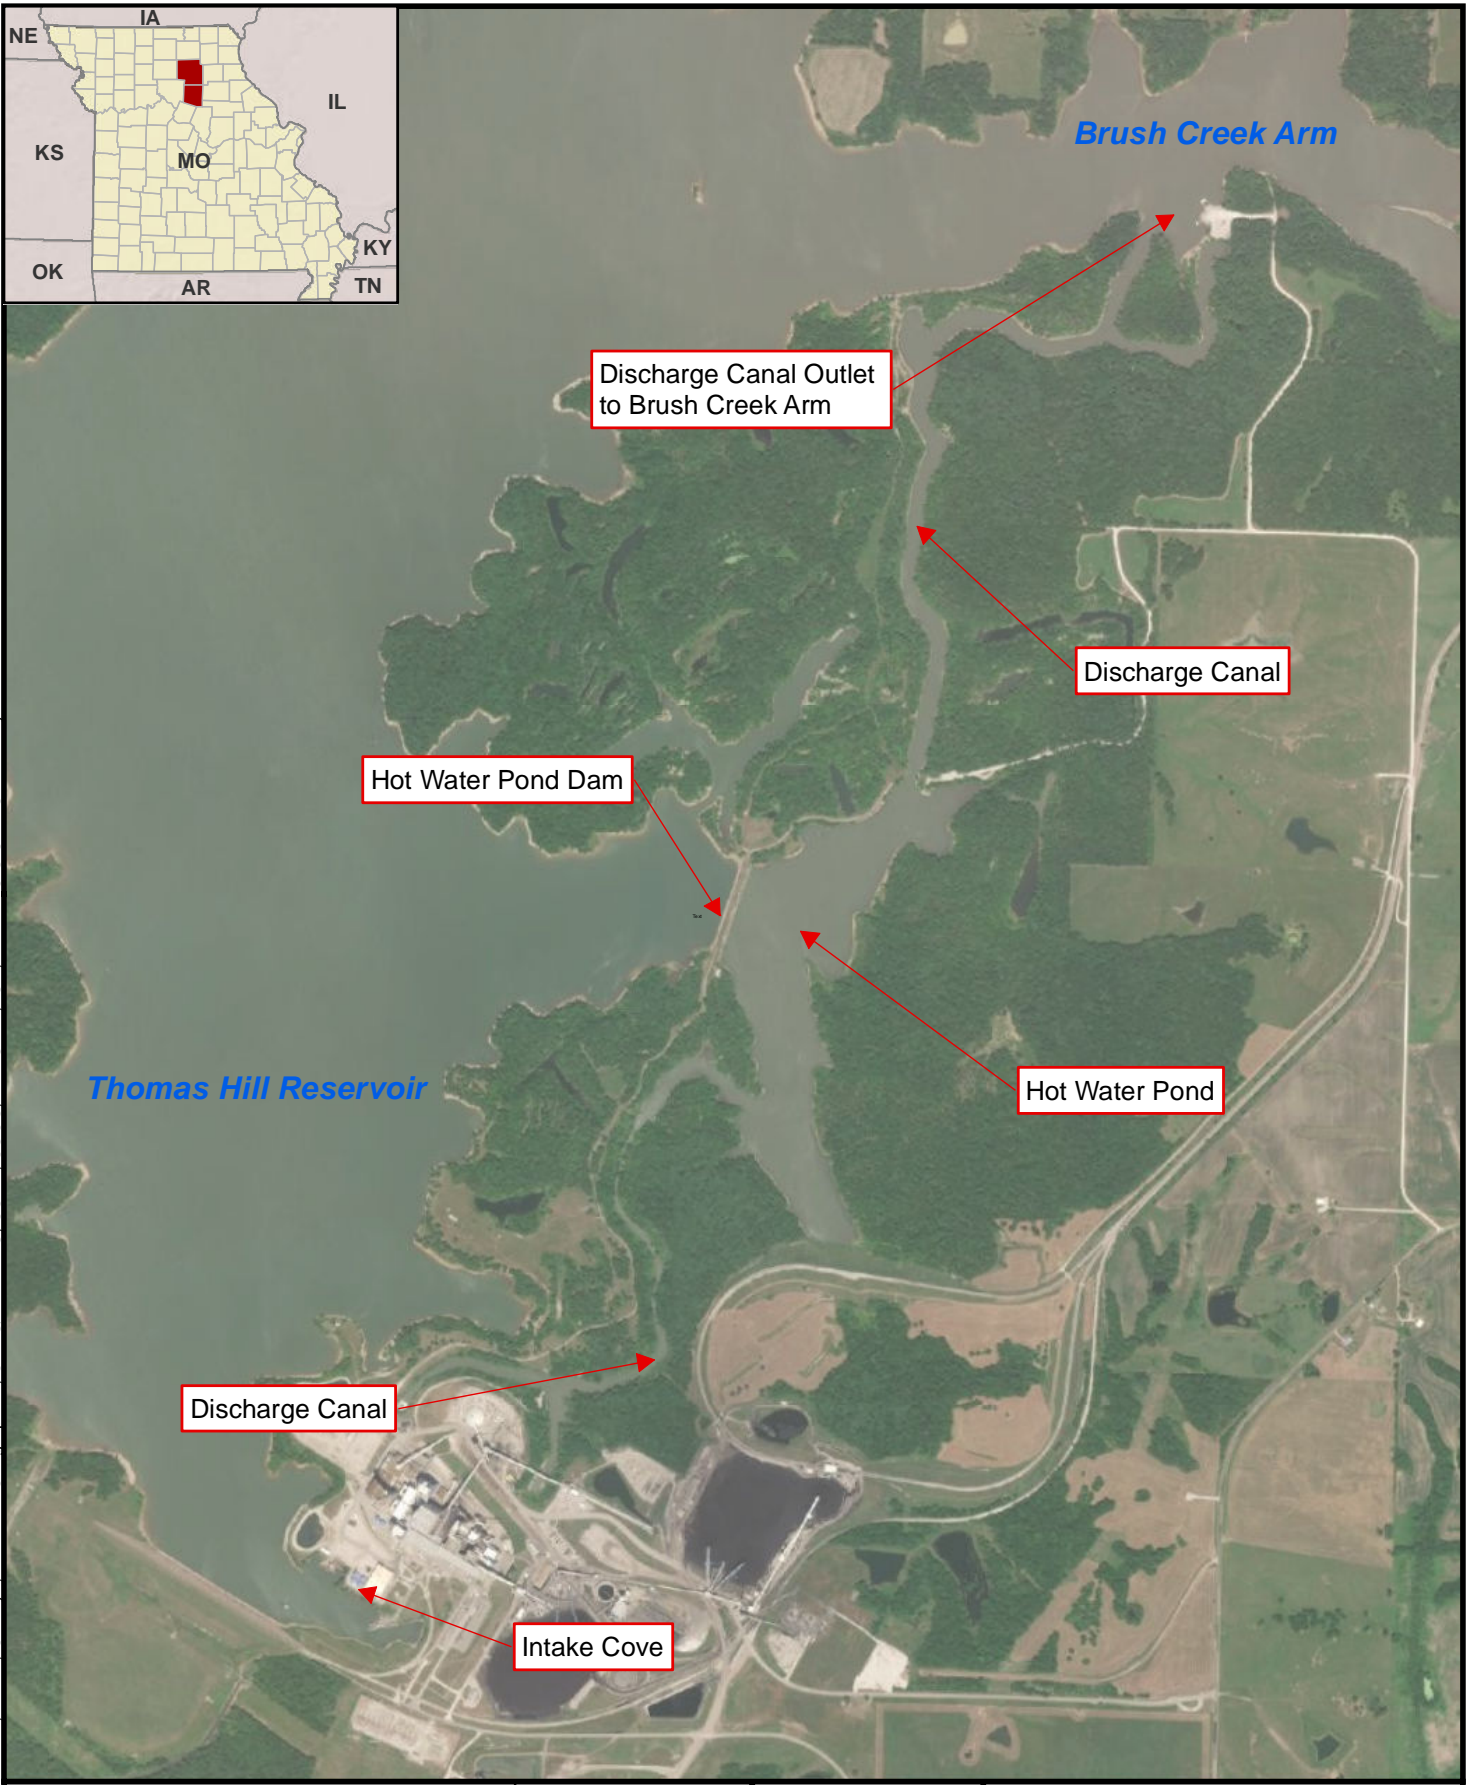 IA
NE
IL
KS
MO
KY
OK
AR
TN
Brush Creek Arm
Discharge Canal Outlet
to Brush Creek Arm
Discharge Canal
Hot Water Pond Dam
Thomas Hill Reservoir
Hot Water Pond
Discharge Canal
Intake Cove